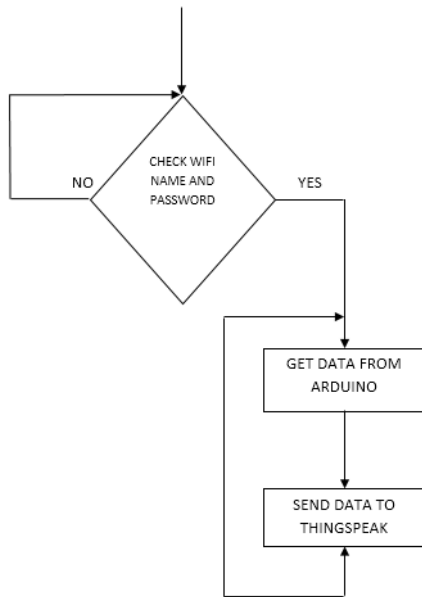 CHECK WIFI
NAME AND
PASSWORD
NO
YES
GET DATA FROM
ARDUINO
SEND DATA TO
THINGSPEAK